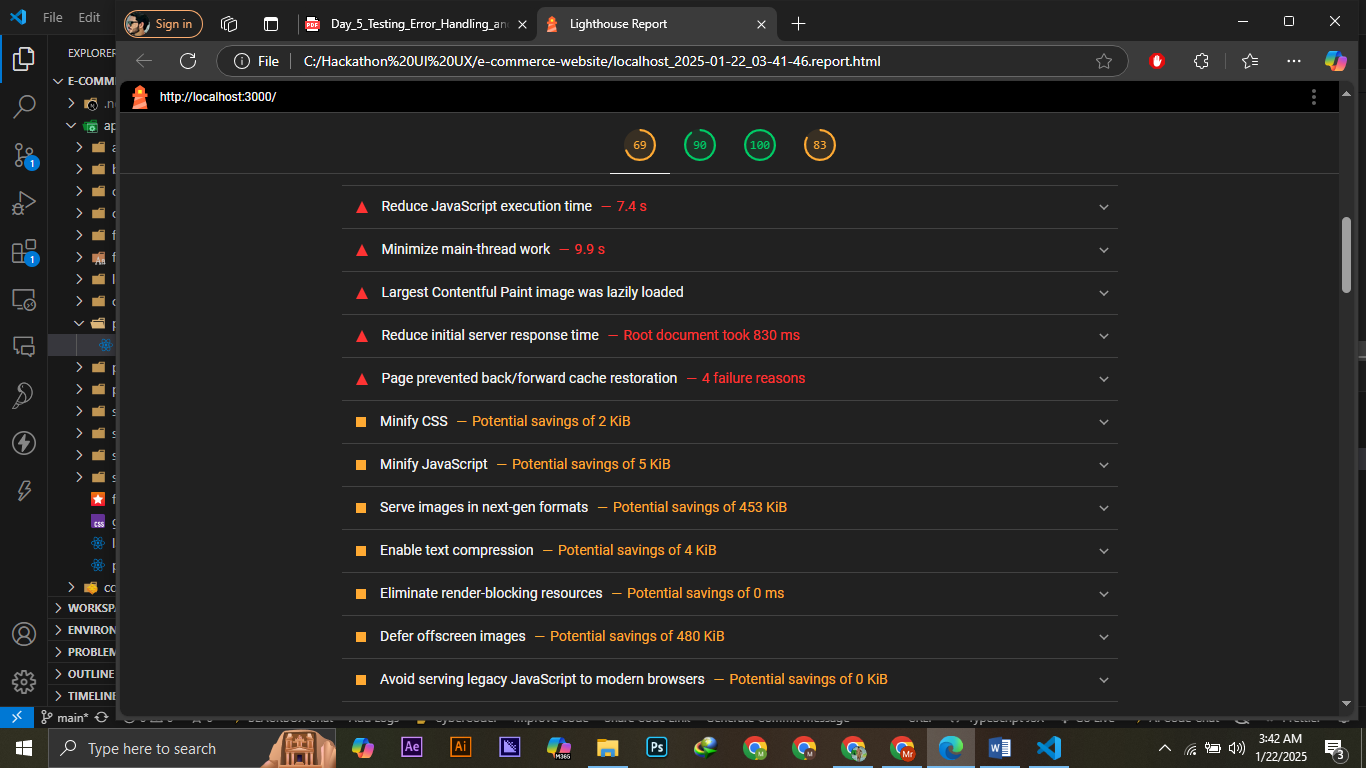 File Edit
Sign in
Day_5_Testing_Error_Handling_an
Lighthouse Report
File
C:/Hackathon%20UI%20UX/e-commerce-website/localhost_2025-01-22_03-41-46.report.html
EXPLORER
E-COMM
http://localhost:3000/
69 90 100 83
Reduce JavaScript execution time — 7.4 s
Minimize main-thread work — 9.9 s
Largest Contentful Paint image was lazily loaded
Reduce initial server response time — Root document took 830 ms
Page prevented back/forward cache restoration — 4 failure reasons
Minify CSS — Potential savings of 2 KiB
Minify JavaScript — Potential savings of 5 KiB
Serve images in next-gen formats — Potential savings of 453 KiB
Enable text compression — Potential savings of 4 KiB
Eliminate render-blocking resources — Potential savings of 0 ms
Defer offscreen images — Potential savings of 480 KiB
Avoid serving legacy JavaScript to modern browsers — Potential savings of 0 KiB
WORKSPA
ENVIRON
PROBLEM
OUTLINE
TIMELINE
main*
Type here to search
3:42 AM
1/22/2025